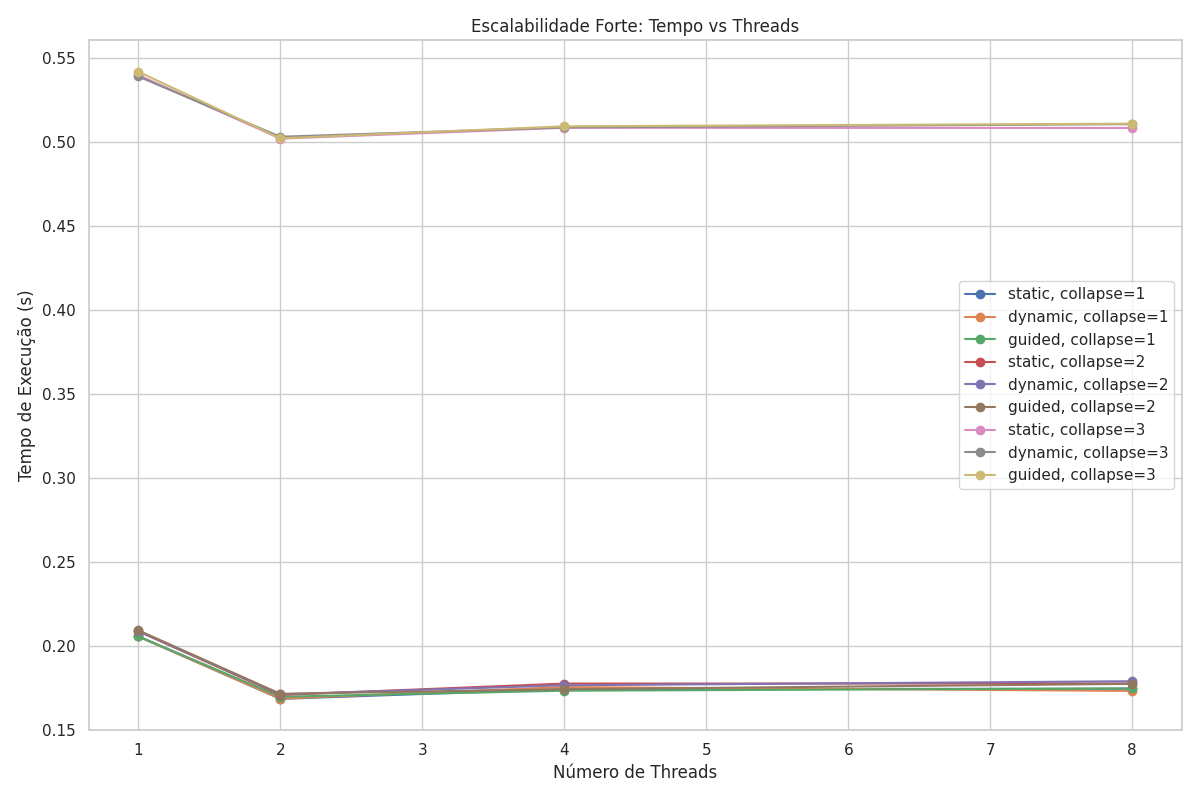 Escalabilidade Forte: Tempo vs Threads
0.55
0.50
0.45
0.40
0.35
0.30
0.25
0.20
0.15
Tempo de Execução (s)
static, collapse=1
dynamic, collapse=1
guided, collapse=1
static, collapse=2
dynamic, collapse=2
guided, collapse=2
static, collapse=3
dynamic, collapse=3
guided, collapse=3
1 2 3 4 5 6 7 8
Número de Threads